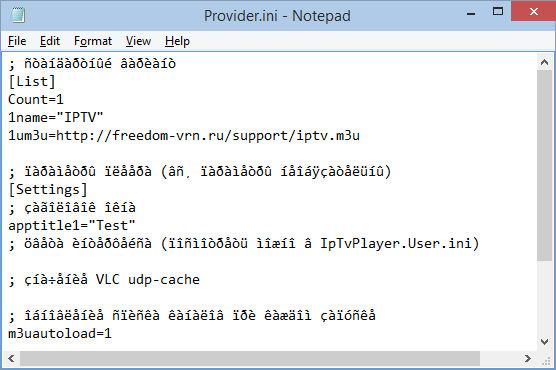 Provider.ini - Notepad
File Edit Format View Help
; ñòàíäàðòíûé âàðèàíò
[List]
Count=1
1name="IPTV"
1um3u=http://freedom-vrn.ru/support/iptv.m3u
; ïàðàìåòðû ïëååðà (âñ¸ ïàðàìåòðû íåîáÿçàòåëüíû)
[Settings]
; çàãîëîâîê îêíà
apptitle1="Test"
; öâåòà èíòåðôåéñà (ïîñìîòðåòü ìîæíî â IpTvPlayer.User.ini)
; çíà÷åíèå VLC udp-cache
; îáíîâëåíèå ñïèñêà êàíàëîâ ïðè êàæäîì çàïóñêå
m3uautoload=1